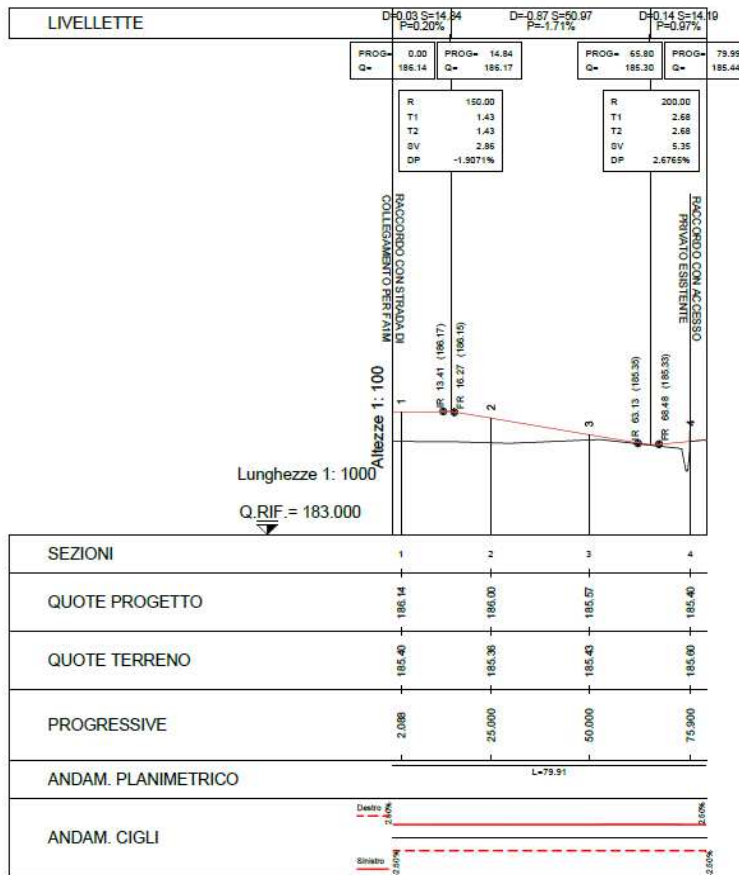 LIVELLETTE
D=0.03 S=14.84
P=0.20%
D=-0.87 S=50.97
P=-1.71%
D=0.14 S=14.19
P=0.97%
PROG= 0.00
Q= 186.14
PROG= 14.84
Q= 186.17
PROG= 65.80
Q= 185.30
PROG= 79.99
Q= 185.44
R 150.00
T1 1.43
T2 1.43
SV 2.86
DP -1.9071%
R 200.00
T1 2.68
T2 2.68
SV 5.35
DP 2.6765%
RACCORDO CON STRADA DI
COLLEGAMENTO PER FA1M
RACCORDO CON ACCESSO
PRIVATO ESISTENTE
IR 13.41 (186.17)
FR 16.27 (186.15)
IR 63.13 (185.35)
FR 68.48 (185.33)
1
2
3
4
Altezze 1: 100
Lunghezze 1: 1000
Q.RIF.= 183.000
SEZIONI
1 2 3 4
QUOTE PROGETTO
186.14 186.00 185.57 185.40
QUOTE TERRENO
185.40 185.36 185.43 185.60
PROGRESSIVE
2.088 25.000 50.000 75.900
ANDAM. PLANIMETRICO
L=79.91
ANDAM. CIGLI
Destro
2.50% 2.50%
Sinistro
-2.50% -2.50%